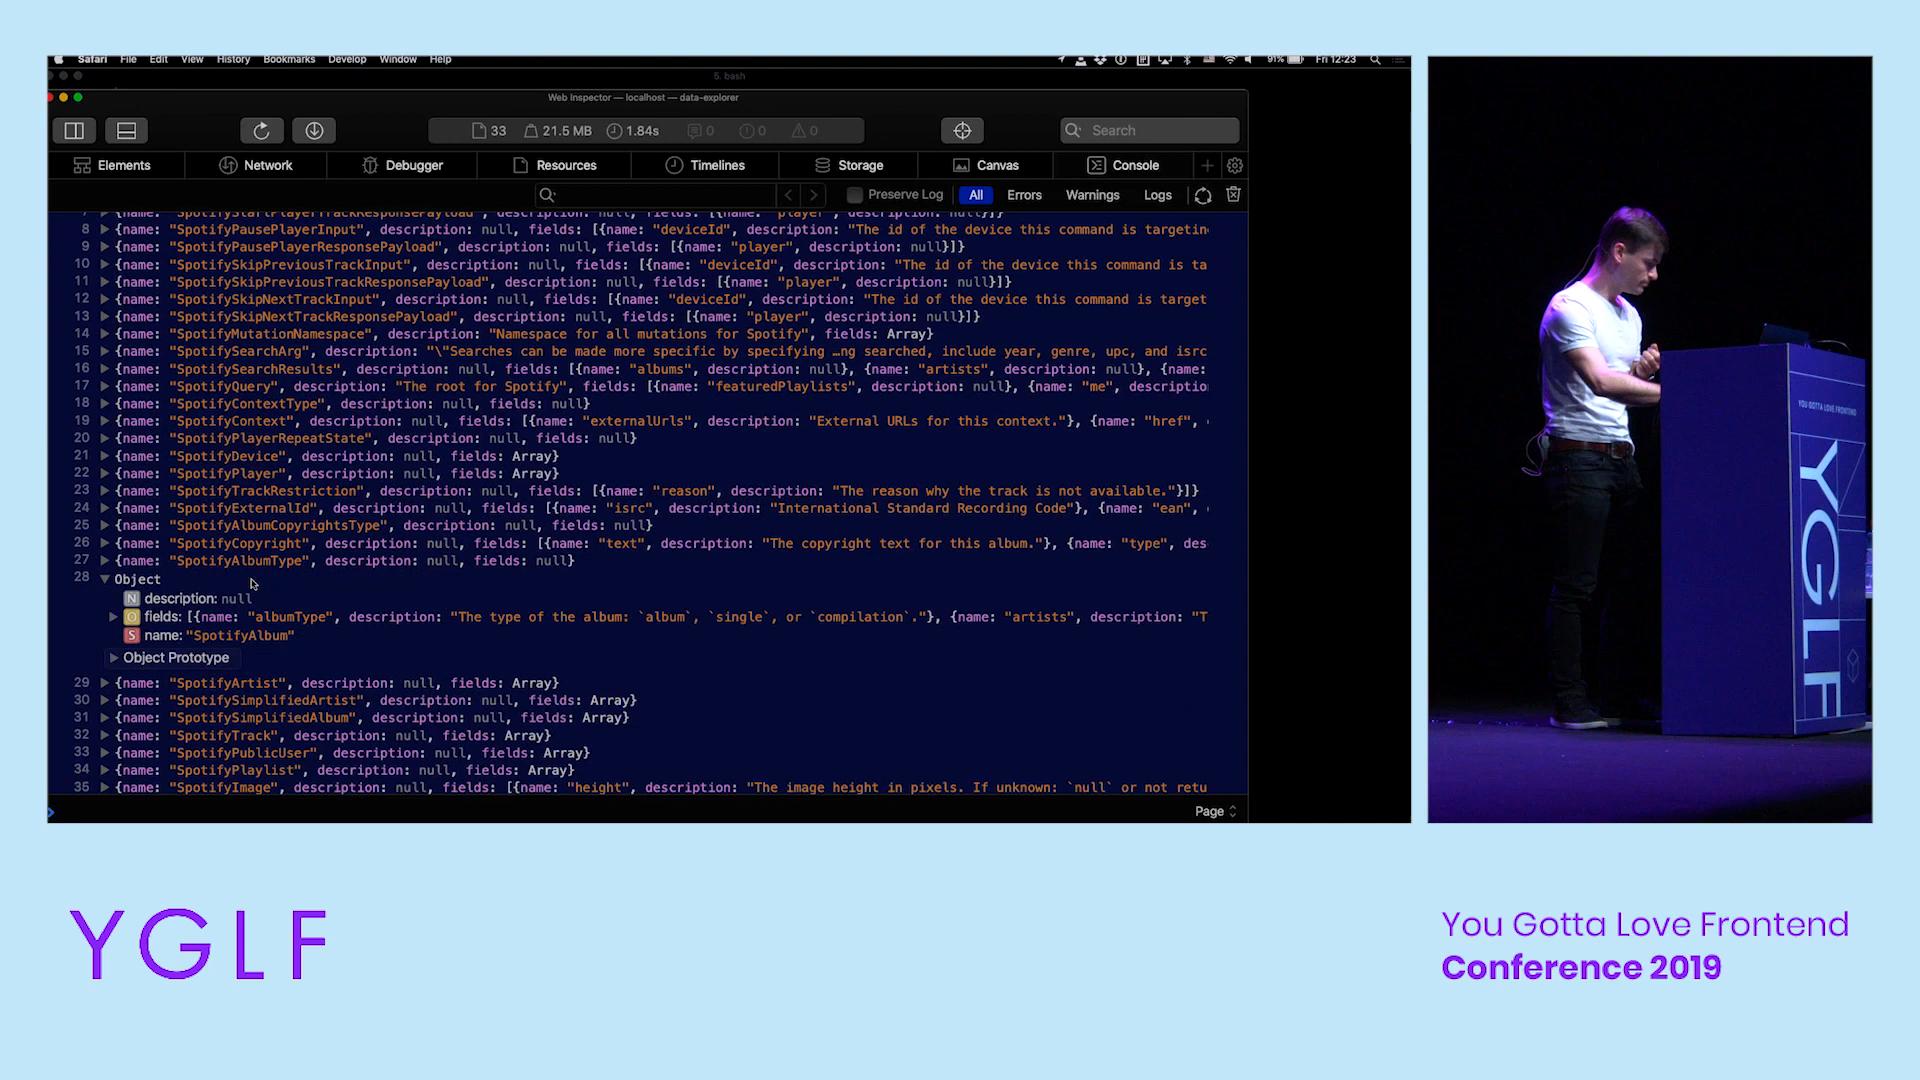 Safari File Edit View History Bookmarks Develop Window Help 91% Fri 12:23
5. bash
Web Inspector — localhost — data-explorer
33 21.5 MB 1.84s 0 0 0 Search
Elements Network Debugger Resources Timelines Storage Canvas Console
Preserve Log All Errors Warnings Logs
7 {name: "SpotifyStartPlayerTrackResponsePayload", description: null, fields: [{name: "player", description: null}]}
8 {name: "SpotifyPausePlayerInput", description: null, fields: [{name: "deviceId", description: "The id of the device this command is targetin
9 {name: "SpotifyPausePlayerResponsePayload", description: null, fields: [{name: "player", description: null}]}
10 {name: "SpotifySkipPreviousTrackInput", description: null, fields: [{name: "deviceId", description: "The id of the device this command is ta
11 {name: "SpotifySkipPreviousTrackResponsePayload", description: null, fields: [{name: "player", description: null}]}
12 {name: "SpotifySkipNextTrackInput", description: null, fields: [{name: "deviceId", description: "The id of the device this command is target
13 {name: "SpotifySkipNextTrackResponsePayload", description: null, fields: [{name: "player", description: null}]}
14 {name: "SpotifyMutationNamespace", description: "Namespace for all mutations for Spotify", fields: Array}
15 {name: "SpotifySearchArg", description: "\"Searches can be made more specific by specifying …ng searched, include year, genre, upc, and isrc
16 {name: "SpotifySearchResults", description: null, fields: [{name: "albums", description: null}, {name: "artists", description: null}, {name:
17 {name: "SpotifyQuery", description: "The root for Spotify", fields: [{name: "featuredPlaylists", description: null}, {name: "me", descriptio
18 {name: "SpotifyContextType", description: null, fields: null}
19 {name: "SpotifyContext", description: null, fields: [{name: "externalUrls", description: "External URLs for this context."}, {name: "href",
20 {name: "SpotifyPlayerRepeatState", description: null, fields: null}
21 {name: "SpotifyDevice", description: null, fields: Array}
22 {name: "SpotifyPlayer", description: null, fields: Array}
23 {name: "SpotifyTrackRestriction", description: null, fields: [{name: "reason", description: "The reason why the track is not available."}]}
24 {name: "SpotifyExternalId", description: null, fields: [{name: "isrc", description: "International Standard Recording Code"}, {name: "ean",
25 {name: "SpotifyAlbumCopyrightsType", description: null, fields: null}
26 {name: "SpotifyCopyright", description: null, fields: [{name: "text", description: "The copyright text for this album."}, {name: "type", des
27 {name: "SpotifyAlbumType", description: null, fields: null}
28 Object
N description: null
O fields: [{name: "albumType", description: "The type of the album: `album`, `single`, or `compilation`."}, {name: "artists", description: "T
S name: "SpotifyAlbum"
Object Prototype
29 {name: "SpotifyArtist", description: null, fields: Array}
30 {name: "SpotifySimplifiedArtist", description: null, fields: Array}
31 {name: "SpotifySimplifiedAlbum", description: null, fields: Array}
32 {name: "SpotifyTrack", description: null, fields: Array}
33 {name: "SpotifyPublicUser", description: null, fields: Array}
34 {name: "SpotifyPlaylist", description: null, fields: Array}
35 {name: "SpotifyImage", description: null, fields: [{name: "height", description: "The image height in pixels. If unknown: `null` or not retu
Page
YOU GOTTA LOVE FRONTEND
YGLF
YGLF
You Gotta Love Frontend
Conference 2019